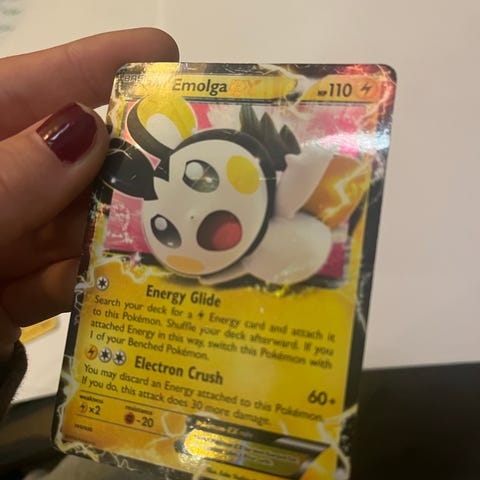 BASIC
Emolga EX
HP110
Energy Glide
Search your deck for a Energy card and attach it
to this Pokémon. Shuffle your deck afterward. If you
attached Energy in this way, switch this Pokémon with
1 of your Benched Pokémon.
Electron Crush
60+
You may discard an Energy attached to this Pokémon.
If you do, this attack does 30 more damage.
weakness
×2
resistance
-20